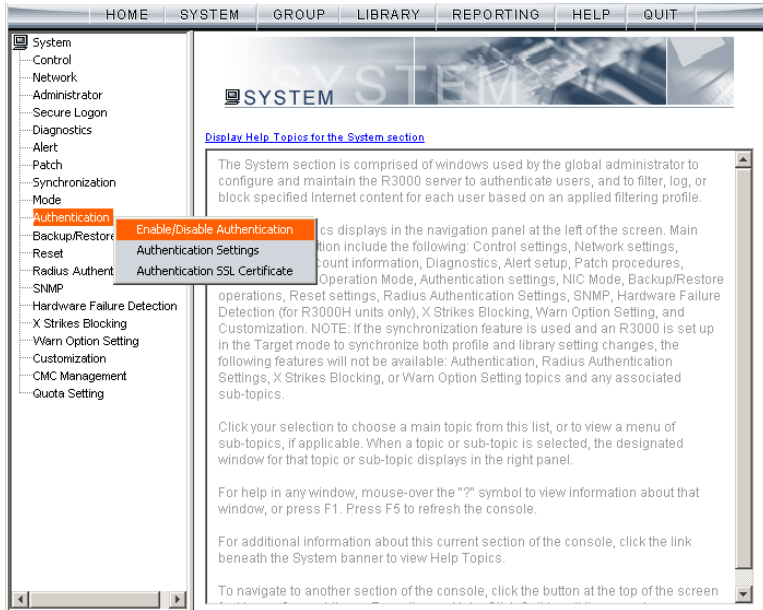 HOME SYSTEM GROUP LIBRARY REPORTING HELP QUIT
System
Control
Network
Administrator
Secure Logon
Diagnostics
Alert
Patch
Synchronization
Mode
Authentication
Backup/Restore
Reset
Radius Authent
SNMP
Hardware Failure Detection
X Strikes Blocking
Warn Option Setting
Customization
CMC Management
Quota Setting
Enable/Disable Authentication
Authentication Settings
Authentication SSL Certificate
SYSTEM
SYSTEM
Display Help Topics for the System section
The System section is comprised of windows used by the global administrator to
configure and maintain the R3000 server to authenticate users, and to filter, log, or
block specified Internet content for each user based on an applied filtering profile.
cs displays in the navigation panel at the left of the screen. Main
tion include the following: Control settings, Network settings,
count information, Diagnostics, Alert setup, Patch procedures,
Operation Mode, Authentication settings, NIC Mode, Backup/Restore
operations, Reset settings, Radius Authentication Settings, SNMP, Hardware Failure
Detection (for R3000H units only), X Strikes Blocking, Warn Option Setting, and
Customization. NOTE: If the synchronization feature is used and an R3000 is set up
in the Target mode to synchronize both profile and library setting changes, the
following features will not be available: Authentication, Radius Authentication
Settings, X Strikes Blocking, or Warn Option Setting topics and any associated
sub-topics.
Click your selection to choose a main topic from this list, or to view a menu of
sub-topics, if applicable. When a topic or sub-topic is selected, the designated
window for that topic or sub-topic displays in the right panel.
For help in any window, mouse-over the "?" symbol to view information about that
window, or press F1. Press F5 to refresh the console.
For additional information about this current section of the console, click the link
beneath the System banner to view Help Topics.
To navigate to another section of the console, click the button at the top of the screen